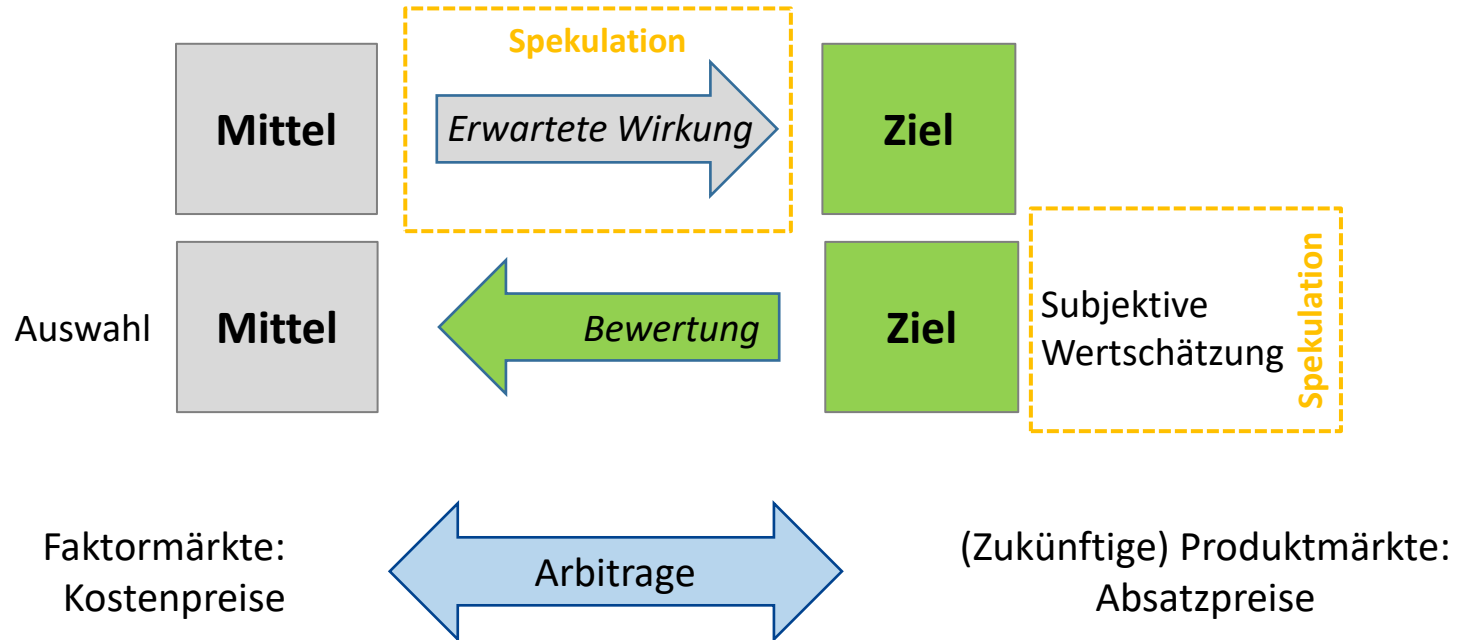 Spekulation
Mittel
Erwartete Wirkung
Ziel
Auswahl
Mittel
Bewertung
Ziel
Subjektive
Wertschätzung
Spekulation
Faktormärkte:
Kostenpreise
Arbitrage
(Zukünftige) Produktmärkte:
Absatzpreise